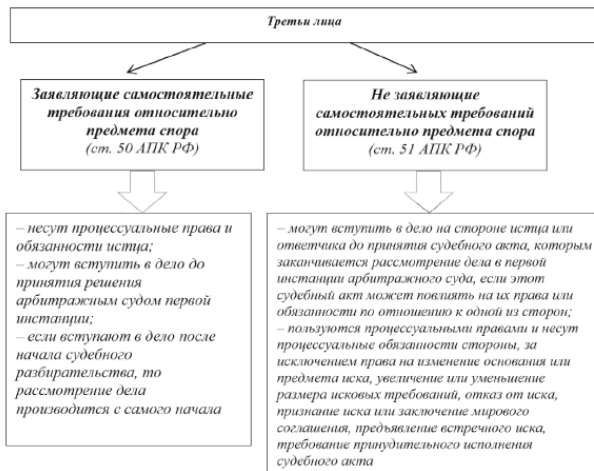 Третьи лица
Заявляющие самостоятельные
требования относительно
предмета спора
(ст. 50 АПК РФ)
Не заявляющие
самостоятельных требований
относительно предмета спора
(ст. 51 АПК РФ)
– несут процессуальные права и
обязанности истца;
– могут вступить в дело до
принятия решения
арбитражным судом первой
инстанции;
– если вступают в дело после
начала судебного
разбирательства, то
рассмотрение дела
производится с самого начала
– могут вступить в дело на стороне истца или
ответчика до принятия судебного акта, которым
заканчивается рассмотрение дела в первой
инстанции арбитражного суда, если этот
судебный акт может повлиять на их права или
обязанности по отношению к одной из сторон;
– пользуются процессуальными правами и несут
процессуальные обязанности стороны, за
исключением права на изменение основания или
предмета иска, увеличение или уменьшение
размера исковых требований, отказ от иска,
признание иска или заключение мирового
соглашения, предъявление встречного иска,
требование принудительного исполнения
судебного акта